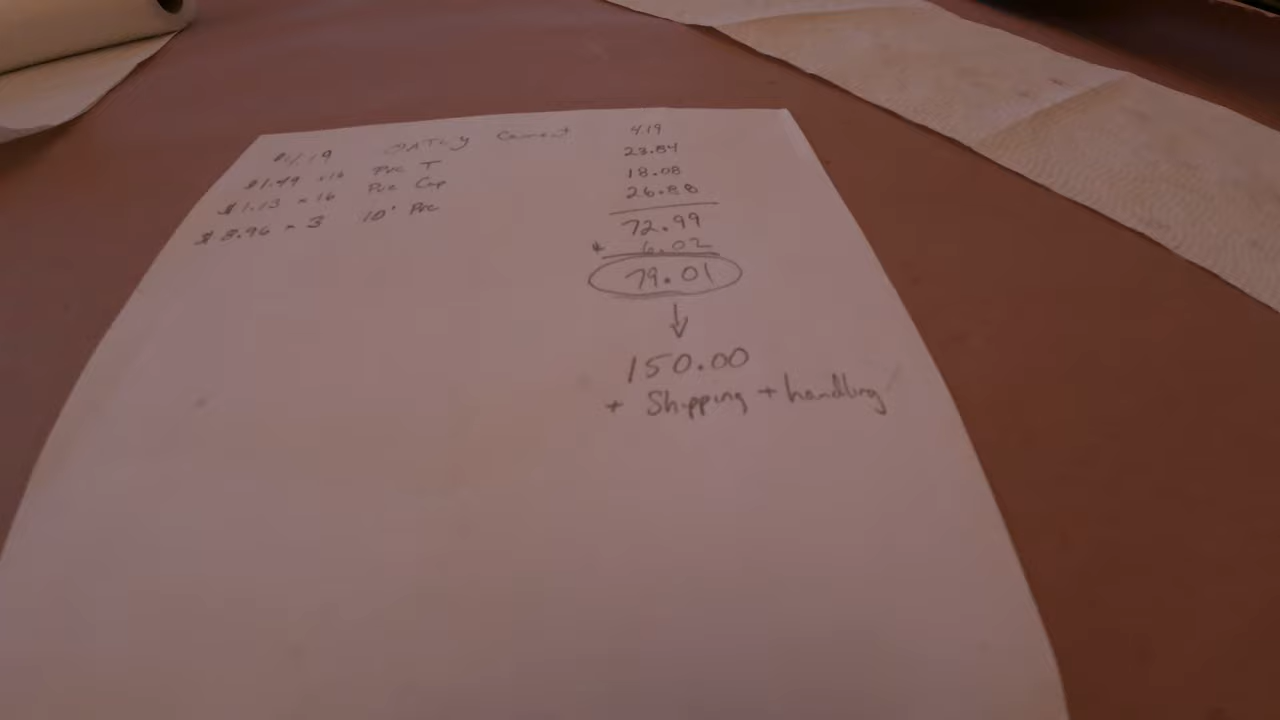 $4.19 OATEY Cement 4.19
$1.49 x16 PVC T 23.84
$1.13 x 16 PVC Cap 18.08
$8.96 x 3 10' PVC 26.88
72.99
+ 6.02
79.01
150.00
+ Shipping + handling